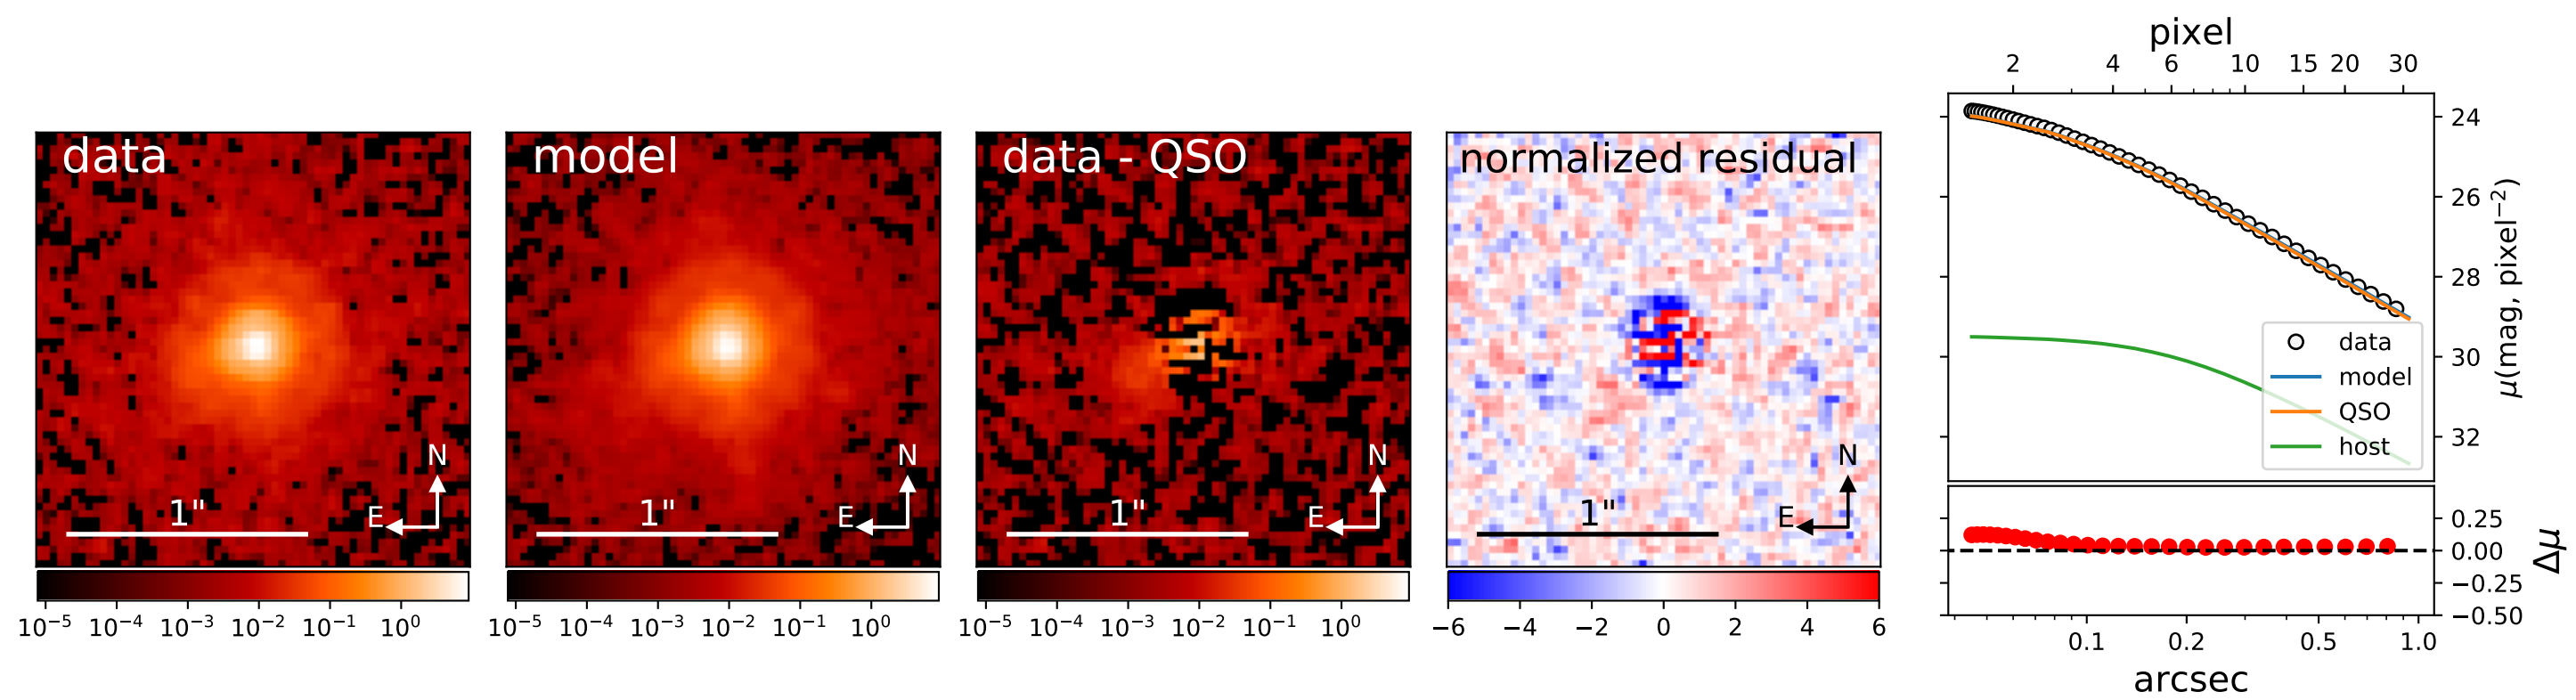 data
N
E
1"
10⁻⁵ 10⁻⁴ 10⁻³ 10⁻² 10⁻¹ 10⁰
model
N
E
1"
10⁻⁵ 10⁻⁴ 10⁻³ 10⁻² 10⁻¹ 10⁰
data - QSO
N
E
1"
10⁻⁵ 10⁻⁴ 10⁻³ 10⁻² 10⁻¹ 10⁰
normalized residual
N
E
1"
−6 −4 −2 0 2 4 6
pixel
2 4 6 10 15 20 30
24
26
28
30
32
μ(mag, pixel⁻²)
data
model
QSO
host
0.25
0.00
−0.25
−0.50
Δμ
0.1 0.2 0.5 1.0
arcsec